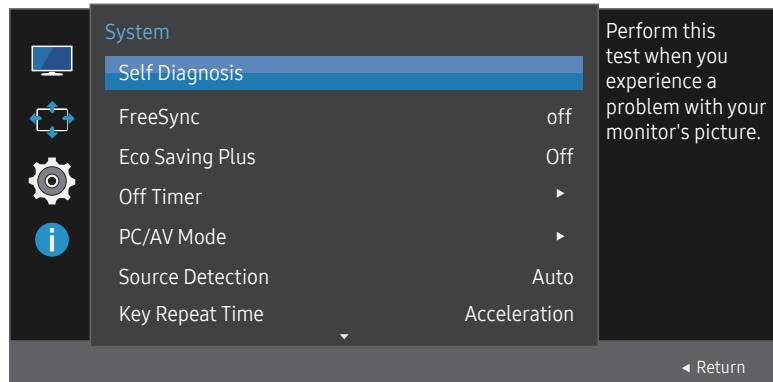 System
Self Diagnosis
FreeSync off
Eco Saving Plus Off
Off Timer ►
PC/AV Mode ►
Source Detection Auto
Key Repeat Time Acceleration
Perform this
test when you
experience a
problem with your
monitor's picture.
◄ Return